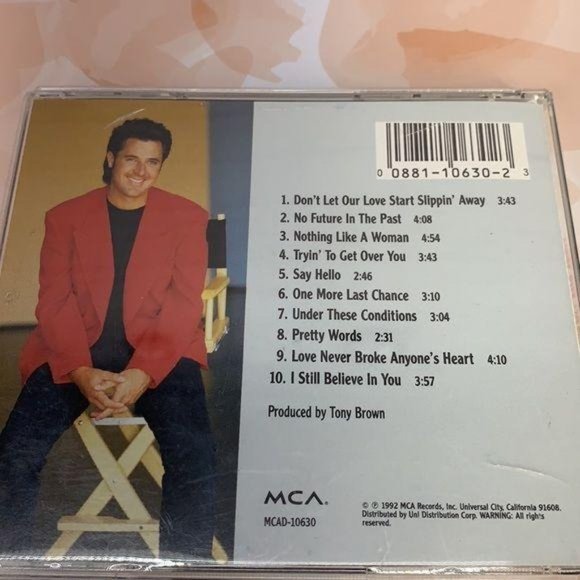 0 0881-10630-2 3
1. Don't Let Our Love Start Slippin' Away 3:43
2. No Future In The Past 4:08
3. Nothing Like A Woman 4:54
4. Tryin' To Get Over You 3:43
5. Say Hello 2:46
6. One More Last Chance 3:10
7. Under These Conditions 3:04
8. Pretty Words 2:31
9. Love Never Broke Anyone's Heart 4:10
10. I Still Believe In You 3:57
Produced by Tony Brown
MCA.
MCAD-10630
© ℗ 1992 MCA Records, Inc. Universal City, California 91608.
Distributed by Uni Distribution Corp. WARNING: All rights
reserved.